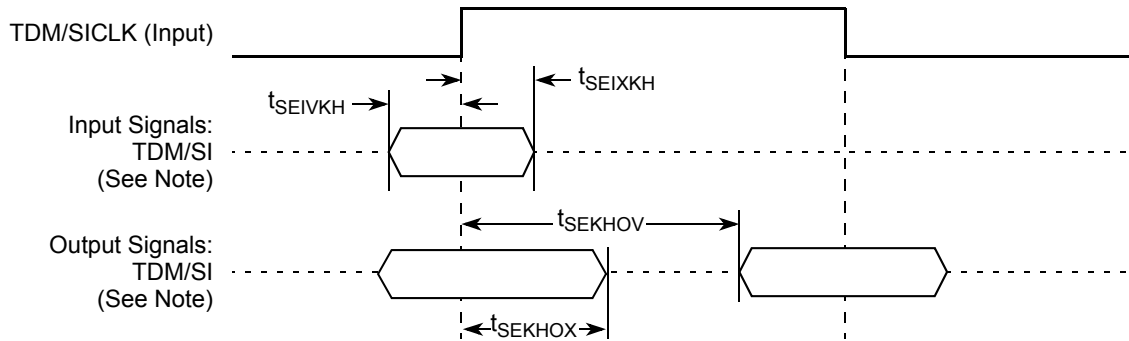 TDM/SICLK (Input)
tSEIXKH
tSEIVKH
Input Signals:
TDM/SI
(See Note)
tSEKHOV
Output Signals:
TDM/SI
(See Note)
tSEKHOX